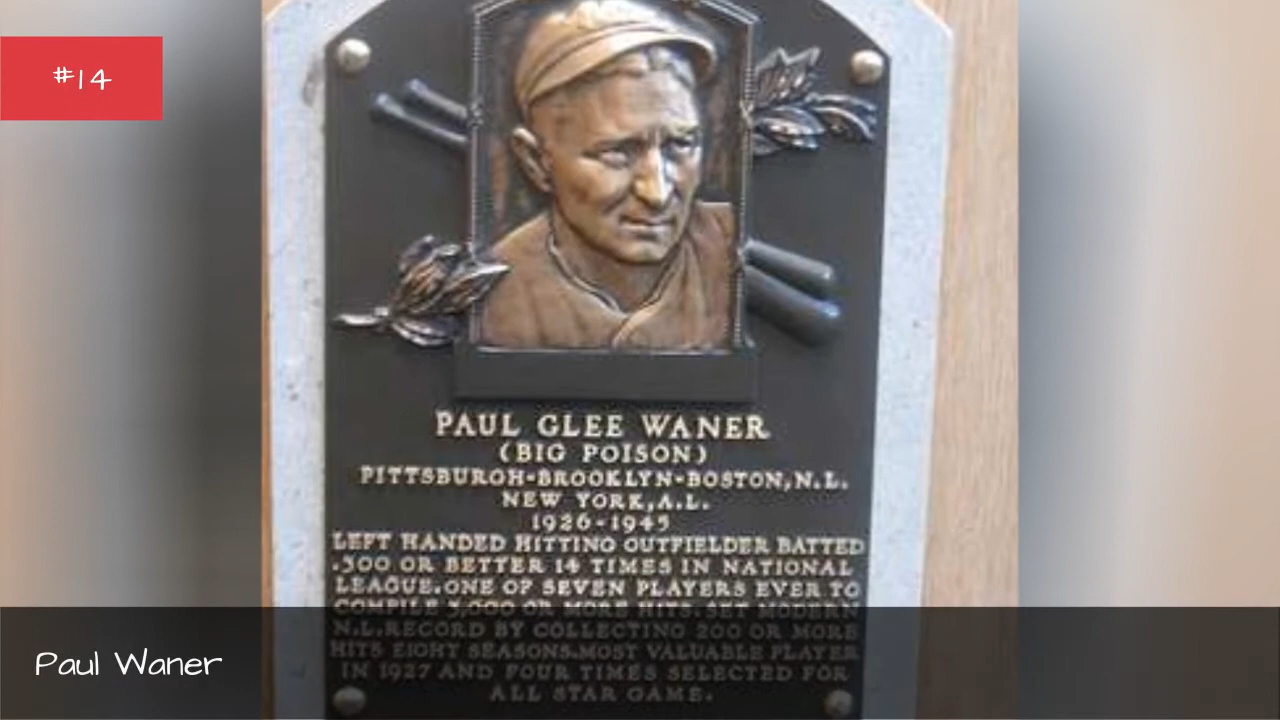 #14
PAUL GLEE WANER
(BIG POISON)
PITTSBURGH-BROOKLYN-BOSTON, N.L.
NEW YORK, A.L.
1926-1945
LEFT HANDED HITTING OUTFIELDER BATTED
.300 OR BETTER 14 TIMES IN NATIONAL
LEAGUE. ONE OF SEVEN PLAYERS EVER TO
COMPILE 3,000 OR MORE HITS. SET MODERN
N.L. RECORD BY COLLECTING 200 OR MORE
HITS EIGHT SEASONS. MOST VALUABLE PLAYER
IN 1927 AND FOUR TIMES SELECTED FOR
ALL STAR GAME.
Paul Waner